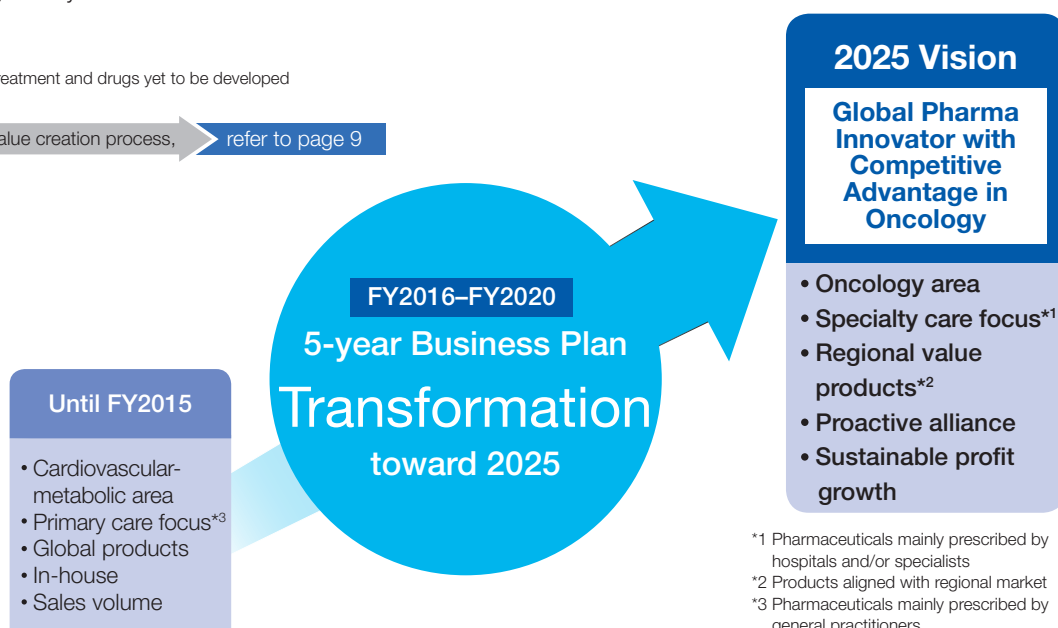 reatment and drugs yet to be developed
alue creation process,
refer to page 9
2025 Vision
Global Pharma
Innovator with
Competitive
Advantage in
Oncology
• Oncology area
• Specialty care focus*1
• Regional value
products*2
• Proactive alliance
• Sustainable profit
growth
FY2016–FY2020
5-year Business Plan
Transformation
toward 2025
Until FY2015
• Cardiovascular-
metabolic area
• Primary care focus*3
• Global products
• In-house
• Sales volume
*1 Pharmaceuticals mainly prescribed by
hospitals and/or specialists
*2 Products aligned with regional market
*3 Pharmaceuticals mainly prescribed by
general practitioners